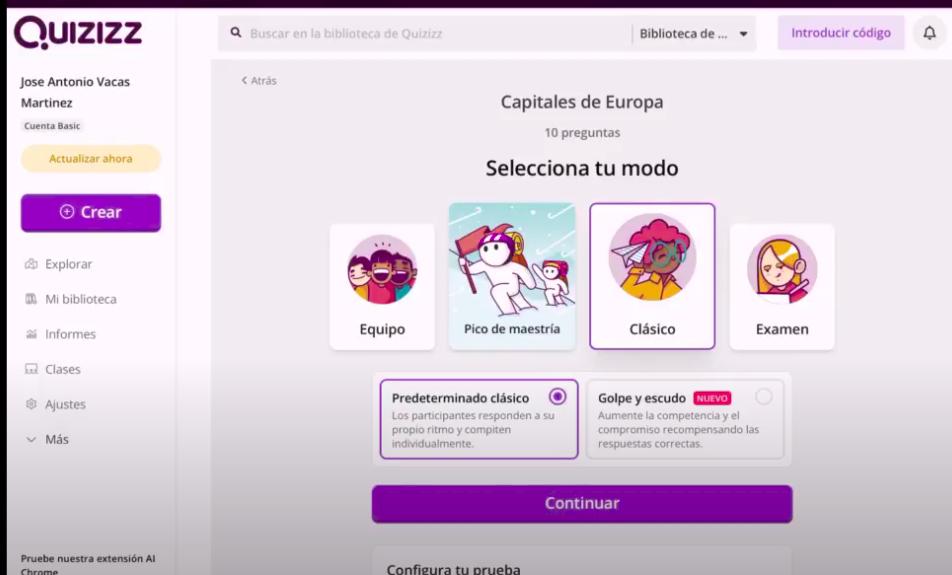 QUIZIZZ
Buscar en la biblioteca de Quizizz
Biblioteca de ...
Introducir código
Jose Antonio Vacas
Martinez
Cuenta Basic
Actualizar ahora
Crear
Explorar
Mi biblioteca
Informes
Clases
Ajustes
Más
Pruebe nuestra extensión AI
Chrome
Atrás
Capitales de Europa
10 preguntas
Selecciona tu modo
Equipo
Pico de maestría
Clásico
Examen
Predeterminado clásico
Los participantes responden a su
propio ritmo y compiten
individualmente.
Golpe y escudo NUEVO
Aumente la competencia y el
compromiso recompensando las
respuestas correctas.
Continuar
Configura tu prueba